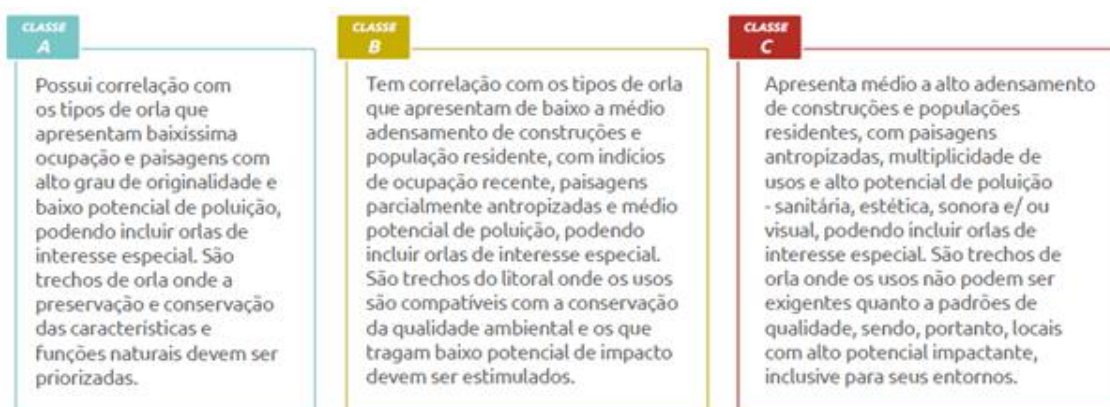 CLASSE
A
Possui correlação com
os tipos de orla que
apresentam baixíssima
ocupação e paisagens com
alto grau de originalidade e
baixo potencial de poluição,
podendo incluir orlas de
interesse especial. São
trechos de orla onde a
preservação e conservação
das características e
funções naturais devem ser
priorizadas.
CLASSE
B
Tem correlação com os tipos de orla
que apresentam de baixo a médio
adensamento de construções e
população residente, com indícios
de ocupação recente, paisagens
parcialmente antropizadas e médio
potencial de poluição, podendo
incluir orlas de interesse especial.
São trechos do litoral onde os usos
são compatíveis com a conservação
da qualidade ambiental e os que
tragam baixo potencial de impacto
devem ser estimulados.
CLASSE
C
Apresenta médio a alto adensamento
de construções e populações
residentes, com paisagens
antropizadas, multiplicidade de
usos e alto potencial de poluição
- sanitária, estética, sonora e/ ou
visual, podendo incluir orlas de
interesse especial. São trechos de
orla onde os usos não podem ser
exigentes quanto a padrões de
qualidade, sendo, portanto, locais
com alto potencial impactante,
inclusive para seus entornos.